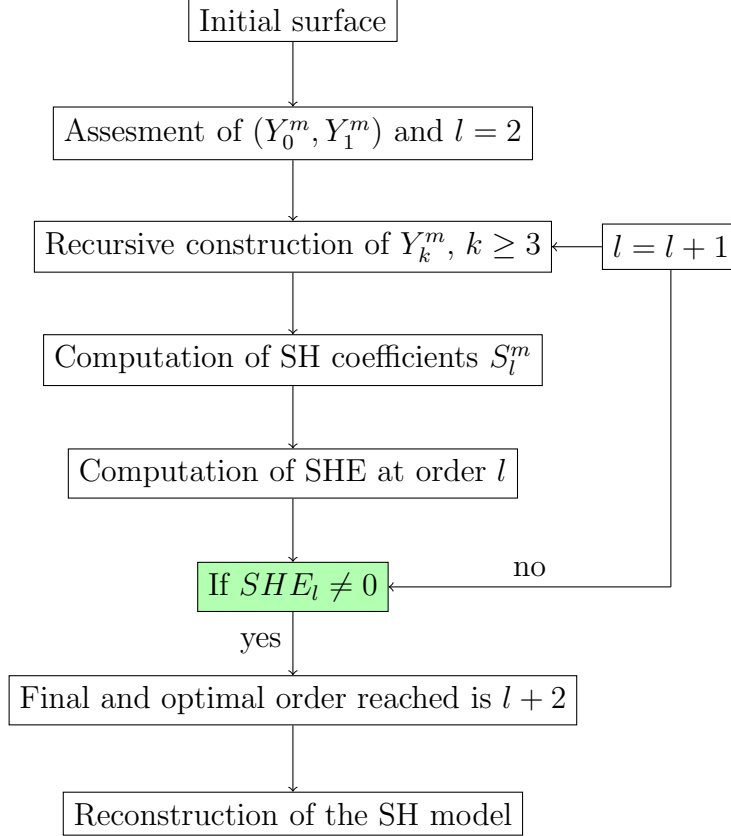 Initial surface
Assesment of $(Y_0^m, Y_1^m)$ and $l = 2$
Recursive construction of $Y_k^m$, $k \geq 3$
$l = l + 1$
Computation of SH coefficients $S_l^m$
Computation of SHE at order $l$
If $SHE_l \neq 0$
no
yes
Final and optimal order reached is $l + 2$
Reconstruction of the SH model